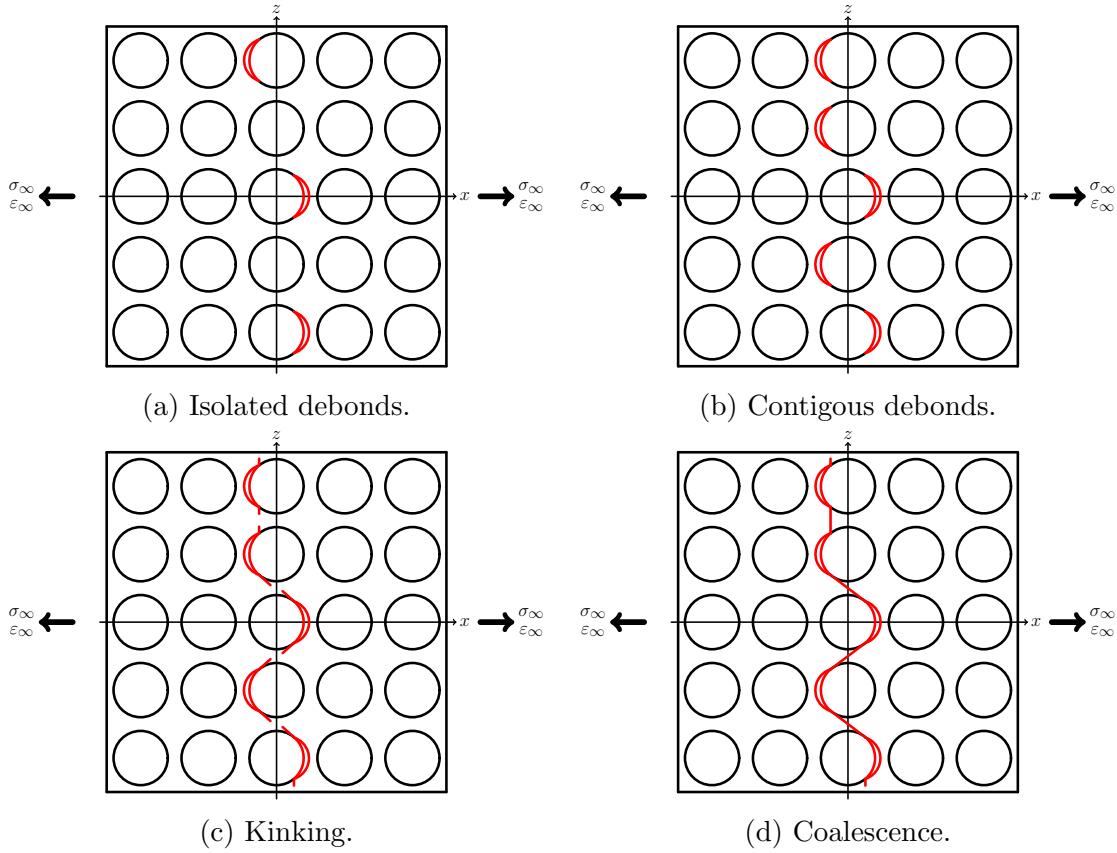 z
σ∞
ε∞
x
σ∞
ε∞
(a) Isolated debonds.
z
σ∞
ε∞
x
σ∞
ε∞
(b) Contigous debonds.
z
σ∞
ε∞
x
σ∞
ε∞
(c) Kinking.
z
σ∞
ε∞
x
σ∞
ε∞
(d) Coalescence.